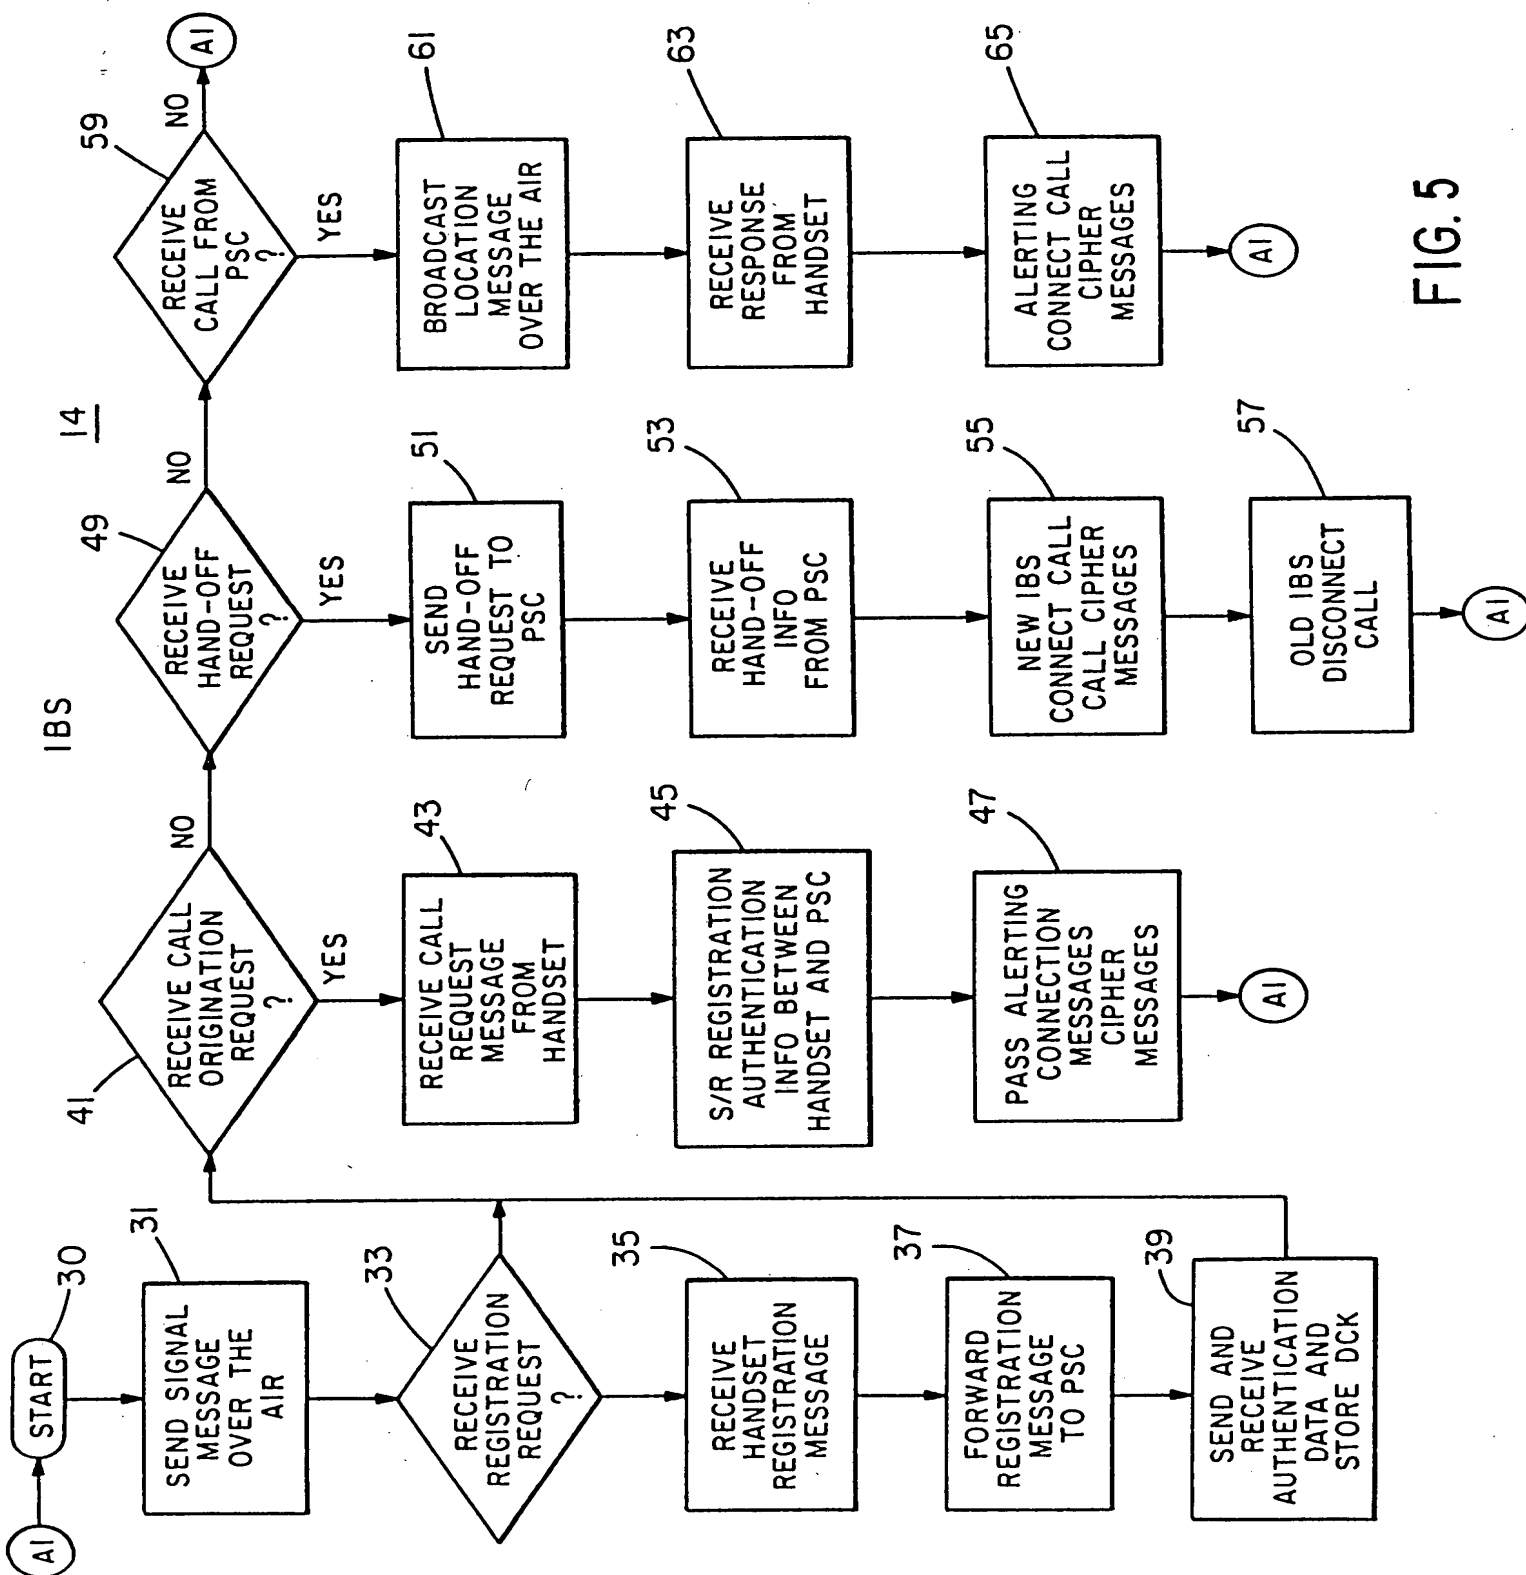 IBS
14
A1
START
30
SEND SIGNAL
MESSAGE
OVER THE
AIR
31
RECEIVE
REGISTRATION
REQUEST
?
33
RECEIVE
HANDSET
REGISTRATION
MESSAGE
35
FORWARD
REGISTRATION
MESSAGE
TO PSC
37
SEND AND
RECEIVE
AUTHENTICATION
DATA AND
STORE DCK
39
RECEIVE CALL
ORIGINATION
REQUEST
?
41
NO
YES
RECEIVE CALL
REQUEST
MESSAGE
FROM
HANDSET
43
S/R REGISTRATION
AUTHENTICATION
INFO BETWEEN
HANDSET AND PSC
45
PASS ALERTING
CONNECTION
MESSAGES
CIPHER
MESSAGES
47
A1
RECEIVE
HAND-OFF
REQUEST
?
49
NO
YES
SEND
HAND-OFF
REQUEST TO
PSC
51
RECEIVE
HAND-OFF
INFO
FROM PSC
53
NEW IBS
CONNECT CALL
CALL CIPHER
MESSAGES
55
OLD IBS
DISCONNECT
CALL
57
A1
RECEIVE
CALL FROM
PSC
?
59
NO
A1
YES
BROADCAST
LOCATION
MESSAGE
OVER THE AIR
61
RECEIVE
RESPONSE
FROM
HANDSET
63
ALERTING
CONNECT CALL
CIPHER
MESSAGES
65
A1
FIG. 5